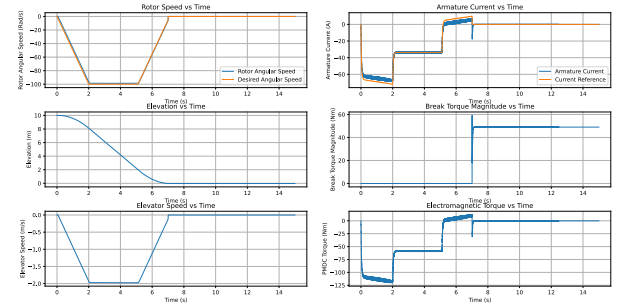 Rotor Speed vs Time
0
−20
−40
−60
−80
−100
Rotor Angular Speed (Rad/s)
Rotor Angular Speed
Desired Angular Speed
0 2 4 6 8 10 12 14
Time (s)
Armature Current vs Time
0
−20
−40
−60
Armature Current (A)
Armature Current
Current Reference
0 2 4 6 8 10 12 14
Time (s)
Elevation vs Time
10
8
6
4
2
0
Elevation (m)
0 2 4 6 8 10 12 14
Time (s)
Break Torque Magnitude vs Time
60
40
20
0
Break Torque Magnitude (Nm)
0 2 4 6 8 10 12 14
Time (s)
Elevator Speed vs Time
0.0
−0.5
−1.0
−1.5
−2.0
Elevator Speed (m/s)
0 2 4 6 8 10 12 14
Time (s)
Electromagnetic Torque vs Time
0
−25
−50
−75
−100
−125
PMDC Torque (Nm)
0 2 4 6 8 10 12 14
Time (s)